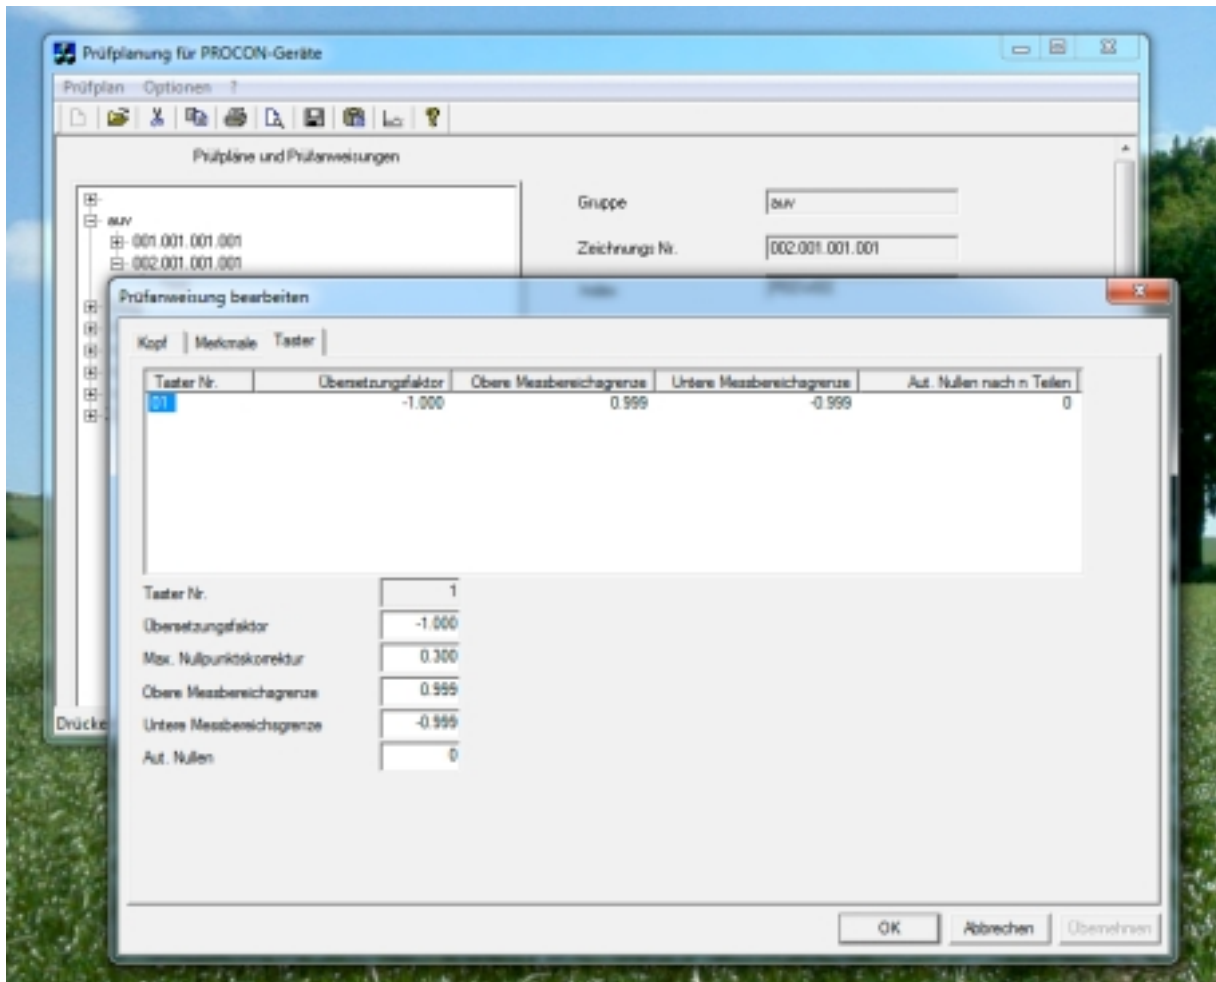 Prüfplanung für PROCON-Geräte
Prüfplan Optionen ?
Prüfpläne und Prüfanweisungen
auv
001.001.001.001
002.001.001.001
Gruppe auv
Zeichnungs Nr. 002.001.001.001
Prüfanweisung bearbeiten
Kopf Merkmale Taster
Taster Nr. Übersetzungsfaktor Obere Messbereichsgrenze Untere Messbereichsgrenze Aut. Nullen nach n Teilen
01 -1.000 0.999 -0.999 0
Taster Nr. 1
Übersetzungsfaktor -1.000
Max. Nullpunktskorrektur 0.300
Obere Messbereichsgrenze 0.999
Untere Messbereichsgrenze -0.999
Aut. Nullen 0
Drücke
OK Abbrechen Übernehmen